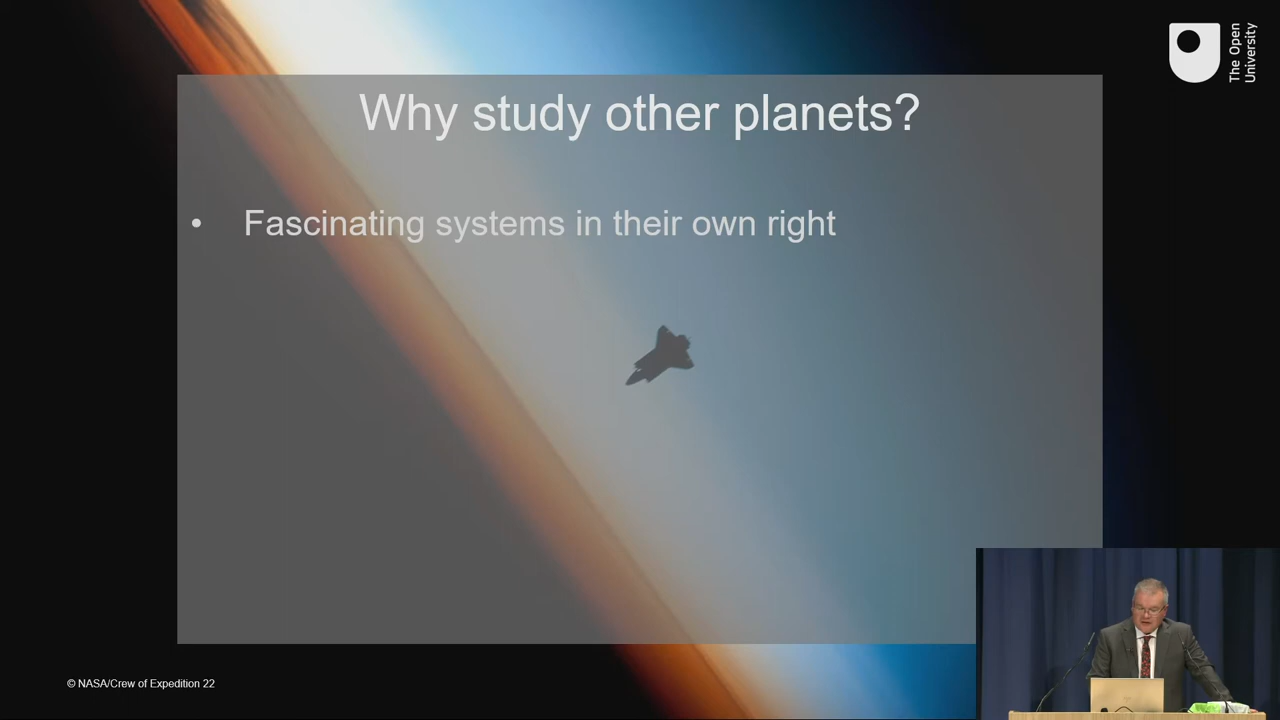 The Open
University
Why study other planets?
• Fascinating systems in their own right
© NASA/Crew of Expedition 22